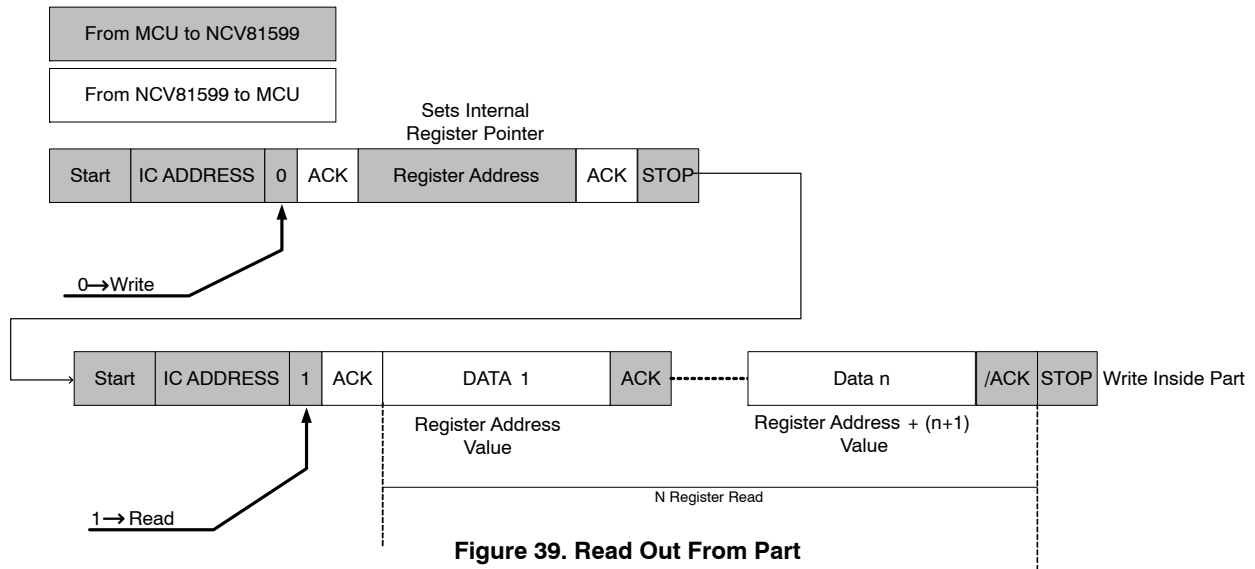 From MCU to NCV81599
From NCV81599 to MCU
Sets Internal
Register Pointer
Start IC ADDRESS 0 ACK Register Address ACK STOP
0→Write
Start IC ADDRESS 1 ACK DATA 1 ACK Data n /ACK STOP Write Inside Part
Register Address
Value
Register Address + (n+1)
Value
N Register Read
1→ Read
Figure 39. Read Out From Part